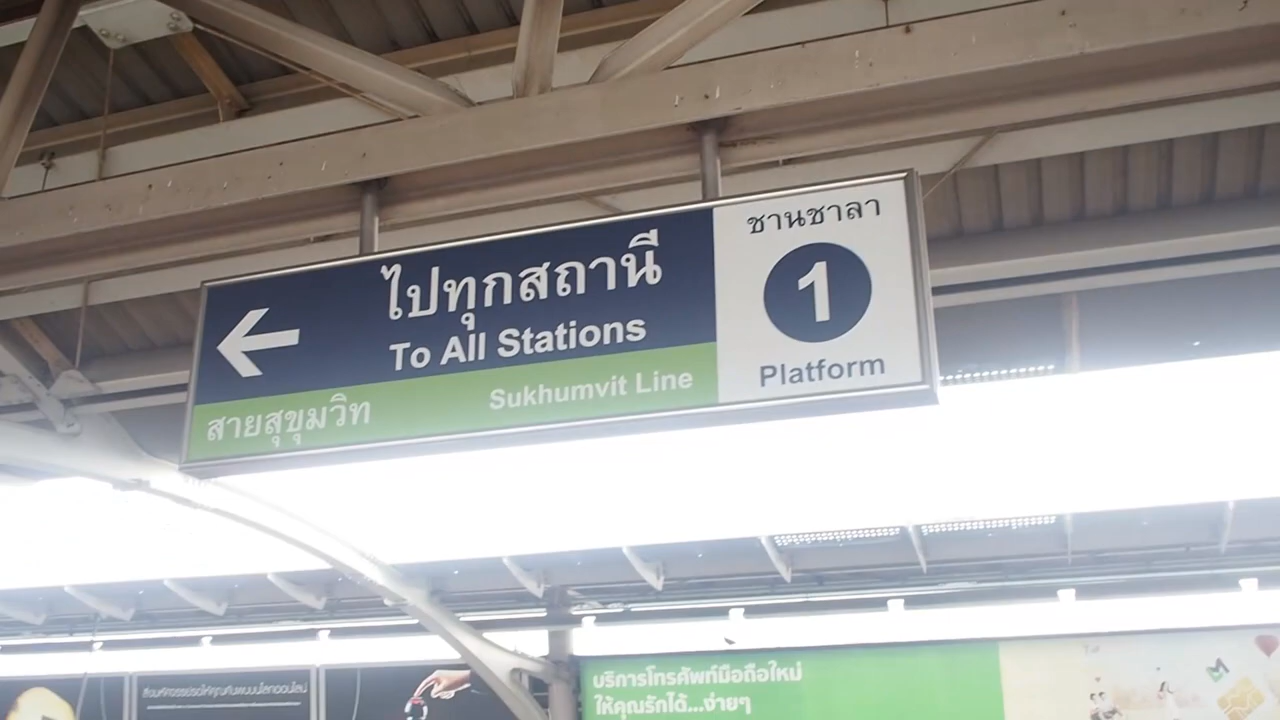 ไปทุกสถานี
To All Stations
สายสุขุมวิท
Sukhumvit Line
ชานชาลา
1
Platform
บริการโทรศัพท์มือถือใหม่
ให้คุณรักได้...ง่ายๆ